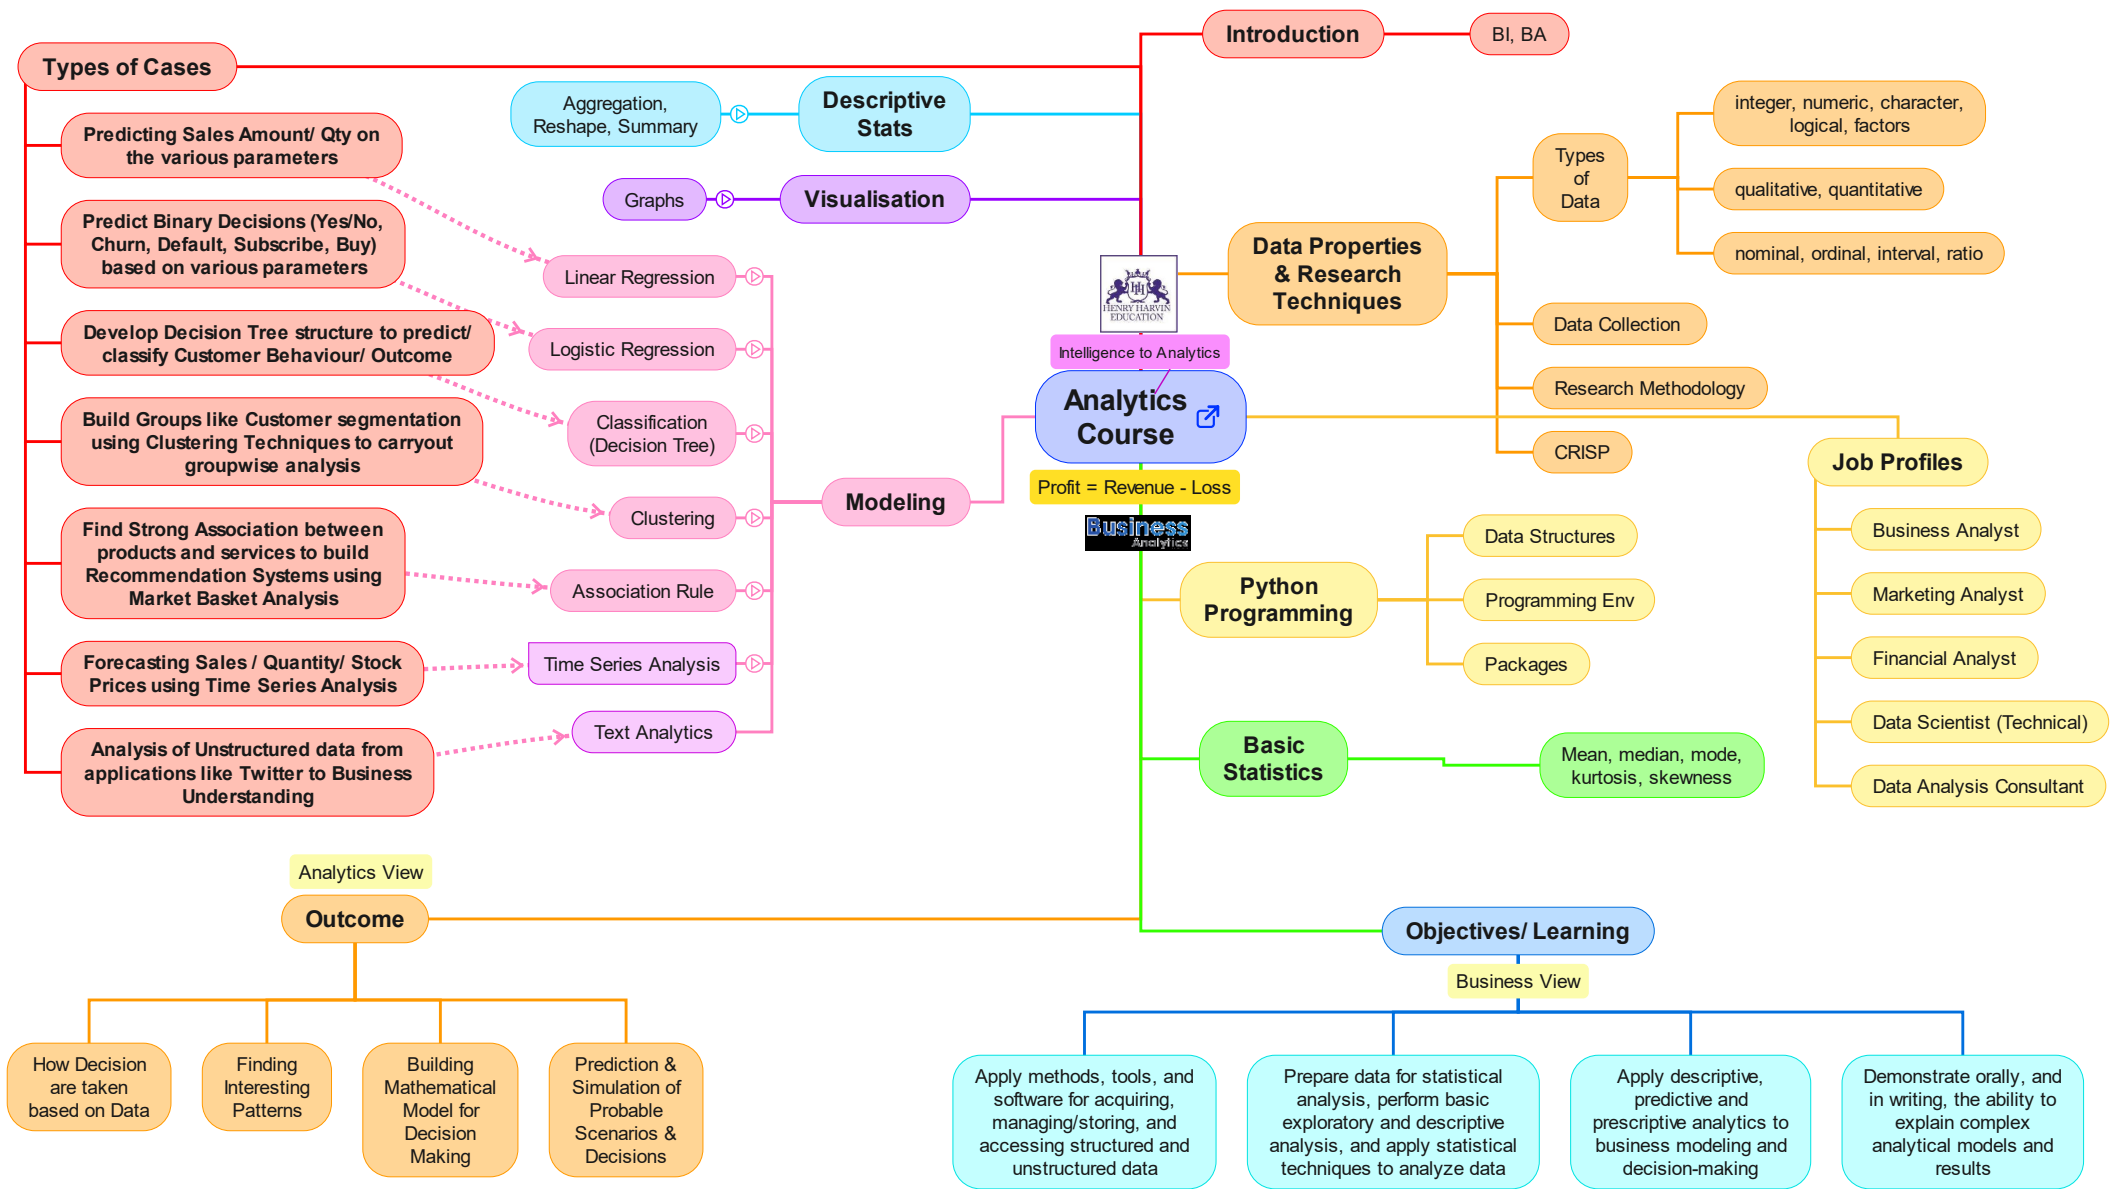 Introduction
BI, BA
Types of Cases
Predicting Sales Amount/ Qty on
the various parameters
Predict Binary Decisions (Yes/No,
Churn, Default, Subscribe, Buy)
based on various parameters
Develop Decision Tree structure to predict/
classify Customer Behaviour/ Outcome
Build Groups like Customer segmentation
using Clustering Techniques to carryout
groupwise analysis
Find Strong Association between
products and services to build
Recommendation Systems using
Market Basket Analysis
Forecasting Sales / Quantity/ Stock
Prices using Time Series Analysis
Analysis of Unstructured data from
applications like Twitter to Business
Understanding
Aggregation,
Reshape, Summary
Descriptive
Stats
Graphs
Visualisation
Linear Regression
Logistic Regression
Classification
(Decision Tree)
Clustering
Association Rule
Time Series Analysis
Text Analytics
Modeling
HENRY HARVIN
EDUCATION
Intelligence to Analytics
Analytics
Course
Profit = Revenue - Loss
Business
Analytics
Data Properties
& Research
Techniques
Types
of
Data
integer, numeric, character,
logical, factors
qualitative, quantitative
nominal, ordinal, interval, ratio
Data Collection
Research Methodology
CRISP
Job Profiles
Business Analyst
Marketing Analyst
Financial Analyst
Data Scientist (Technical)
Data Analysis Consultant
Python
Programming
Data Structures
Programming Env
Packages
Basic
Statistics
Mean, median, mode,
kurtosis, skewness
Analytics View
Outcome
How Decision
are taken
based on Data
Finding
Interesting
Patterns
Building
Mathematical
Model for
Decision
Making
Prediction &
Simulation of
Probable
Scenarios &
Decisions
Objectives/ Learning
Business View
Apply methods, tools, and
software for acquiring,
managing/storing, and
accessing structured and
unstructured data
Prepare data for statistical
analysis, perform basic
exploratory and descriptive
analysis, and apply statistical
techniques to analyze data
Apply descriptive,
predictive and
prescriptive analytics to
business modeling and
decision-making
Demonstrate orally, and
in writing, the ability to
explain complex
analytical models and
results